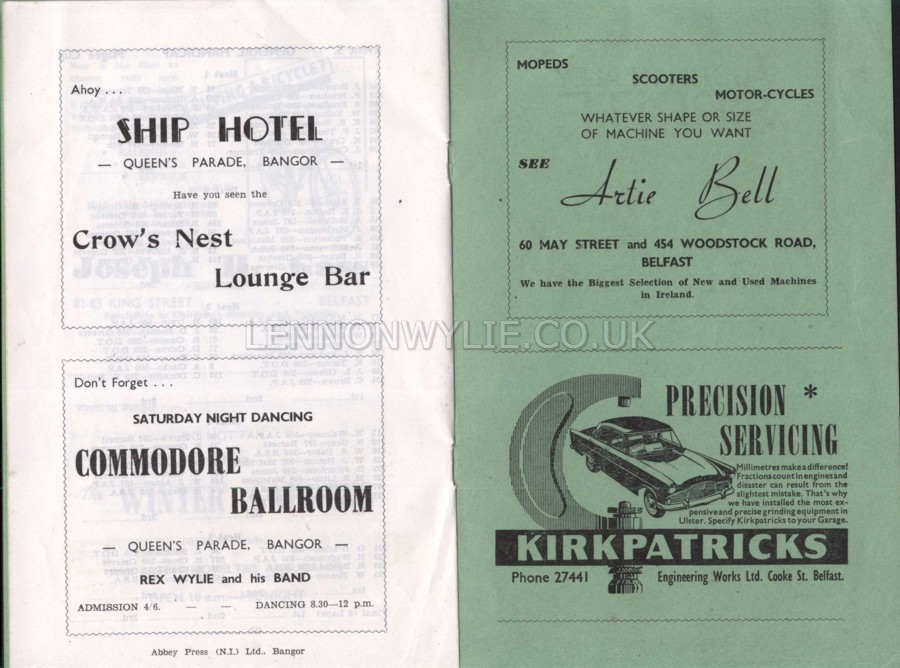 Ahoy . . .
SHIP HOTEL
— QUEEN'S PARADE, BANGOR —
Have you seen the
Crow's Nest
Lounge Bar
Don't Forget . . .
SATURDAY NIGHT DANCING
COMMODORE
BALLROOM
— QUEEN'S PARADE, BANGOR —
REX WYLIE and his BAND
ADMISSION 4/6. — — DANCING 8.30—12 p.m.
Abbey Press (N.I.) Ltd., Bangor
MOPEDS
SCOOTERS
MOTOR-CYCLES
WHATEVER SHAPE OR SIZE
OF MACHINE YOU WANT
SEE
Artie Bell
60 MAY STREET and 454 WOODSTOCK ROAD,
BELFAST
We have the Biggest Selection of New and Used Machines
in Ireland.
PRECISION *
SERVICING
Millimetres make a difference!
Fractions count in engines and
disaster can result from the
slightest mistake. That's why
we have installed the most ex-
pensive and precise grinding equipment in
Ulster. Specify Kirkpatricks to your Garage.
KIRKPATRICKS
Phone 27441 Engineering Works Ltd. Cooke St. Belfast.
LENNONWYLIE.CO.UK